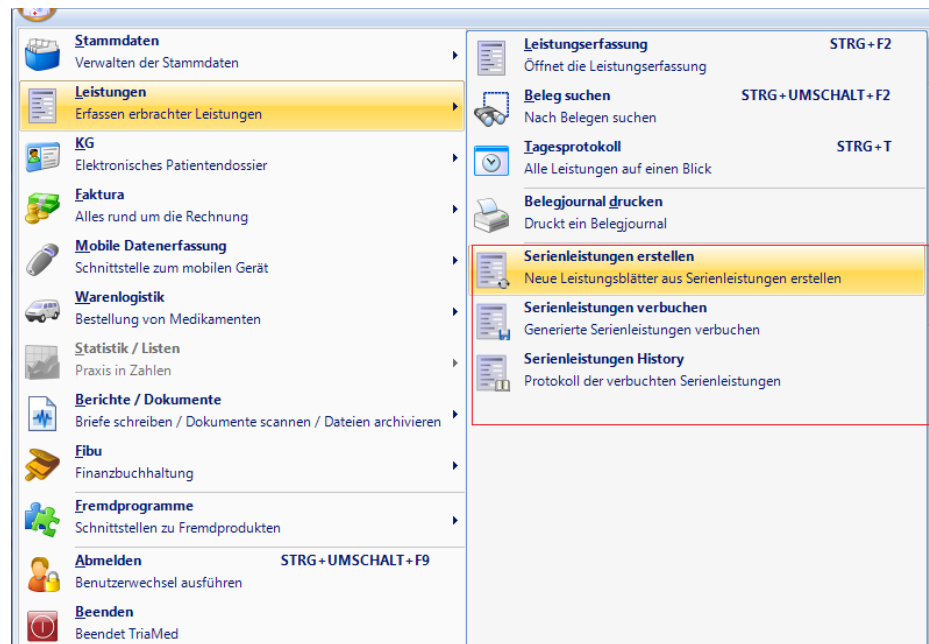 Stammdaten
Verwalten der Stammdaten
Leistungen
Erfassen erbrachter Leistungen
KG
Elektronisches Patientendossier
Faktura
Alles rund um die Rechnung
Mobile Datenerfassung
Schnittstelle zum mobilen Gerät
Warenlogistik
Bestellung von Medikamenten
Statistik / Listen
Praxis in Zahlen
Berichte / Dokumente
Briefe schreiben / Dokumente scannen / Dateien archivieren
Fibu
Finanzbuchhaltung
Fremdprogramme
Schnittstellen zu Fremdprodukten
Abmelden STRG+UMSCHALT+F9
Benutzerwechsel ausführen
Beenden
Beendet TriaMed
Leistungserfassung STRG+F2
Öffnet die Leistungserfassung
Beleg suchen STRG+UMSCHALT+F2
Nach Belegen suchen
Tagesprotokoll STRG+T
Alle Leistungen auf einen Blick
Belegjournal drucken
Druckt ein Belegjournal
Serienleistungen erstellen
Neue Leistungsblätter aus Serienleistungen erstellen
Serienleistungen verbuchen
Generierte Serienleistungen verbuchen
Serienleistungen History
Protokoll der verbuchten Serienleistungen